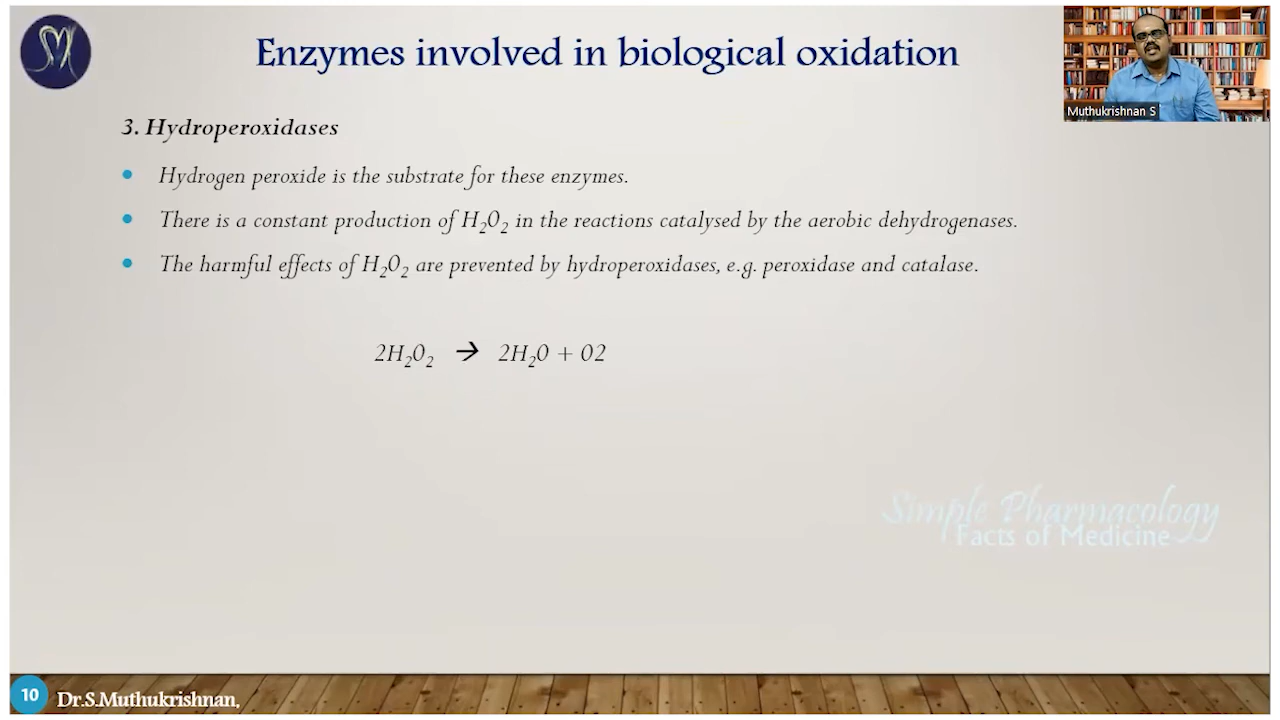 SM
Enzymes involved in biological oxidation
Muthukrishnan S
3. Hydroperoxidases
Hydrogen peroxide is the substrate for these enzymes.
There is a constant production of H₂O₂ in the reactions catalysed by the aerobic dehydrogenases.
The harmful effects of H₂O₂ are prevented by hydroperoxidases, e.g. peroxidase and catalase.
2H₂O₂ → 2H₂O + O2
Simple Pharmacology
Facts of Medicine
10
Dr.S.Muthukrishnan,